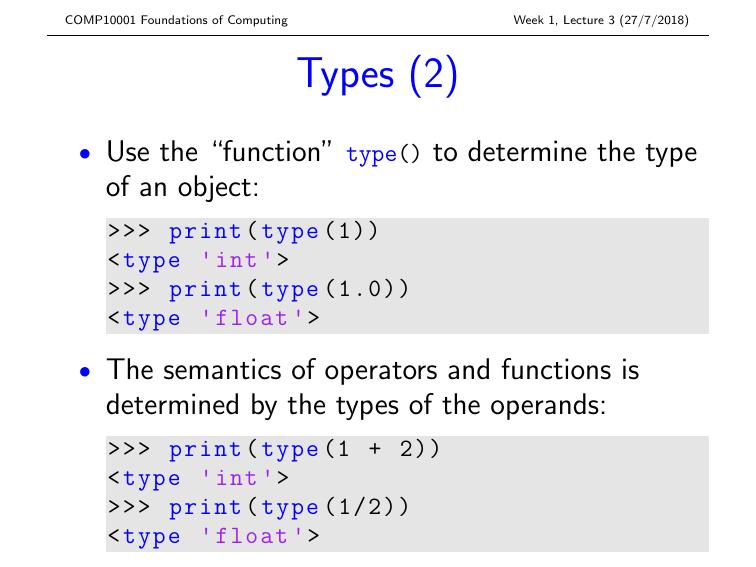 COMP10001 Foundations of Computing Week 1, Lecture 3 (27/7/2018)
Types (2)
• Use the “function” type() to determine the type
of an object:
>>> print(type(1))
<type 'int'>
>>> print(type(1.0))
<type 'float'>
• The semantics of operators and functions is
determined by the types of the operands:
>>> print(type(1 + 2))
<type 'int'>
>>> print(type(1/2))
<type 'float'>